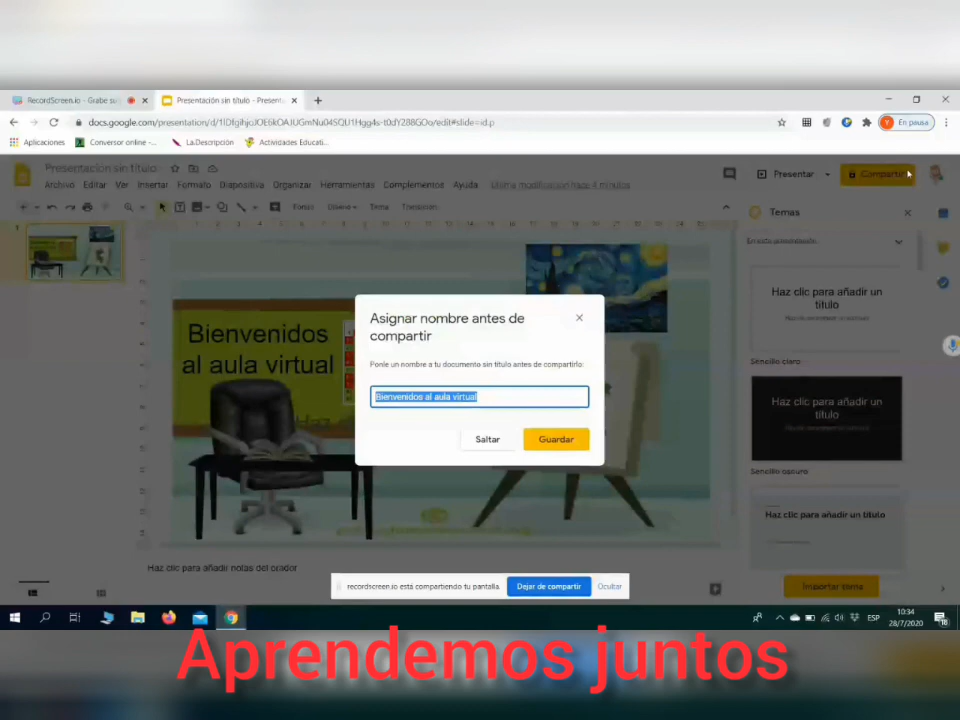 RecordScreen.io - Grabe su
Presentación sin título - Present
docs.google.com/presentation/d/
En pausa
Aplicaciones
Conversor online -...
La.Descripción
Actividades Educati...
Presentación sin título
Archivo Editar Ver Insertar Formato Diapositiva Organizar Herramientas Complementos Ayuda Última modificación hace 4 minutos
Presentar
Compartir
Fondo Diseño Tema Transición
Temas
En esta presentación
1
Bienvenidos
al aula virtual
Haz
Asignar nombre antes de
compartir
Ponle un nombre a tu documento sin título antes de compartirlo:
Bienvenidos al aula virtual
Saltar
Guardar
Haz clic para añadir un
título
Sencillo claro
Haz clic para añadir un
título
Sencillo oscuro
Haz clic para añadir un título
Importar tema
Haz clic para añadir notas del orador
recordscreen.io está compartiendo tu pantalla.
Dejar de compartir
Ocultar
ESP
10:34
28/7/2020
Aprendemos juntos